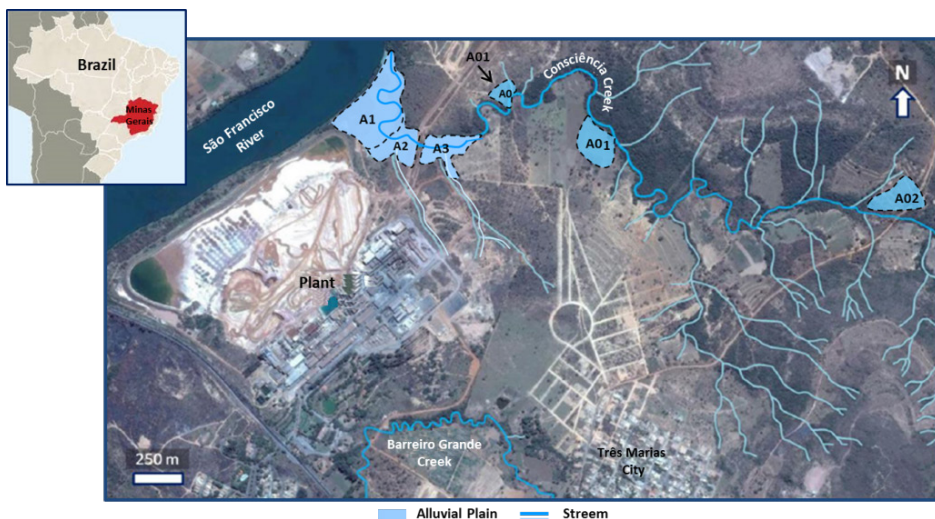 Brazil
Minas
Gerais
São Francisco
River
A01
A0
Consciência
Creek
N
A1
A2
A3
A01
A02
Plant
Barreiro Grande
Creek
Três Marias
City
250 m
Alluvial Plain
Streem